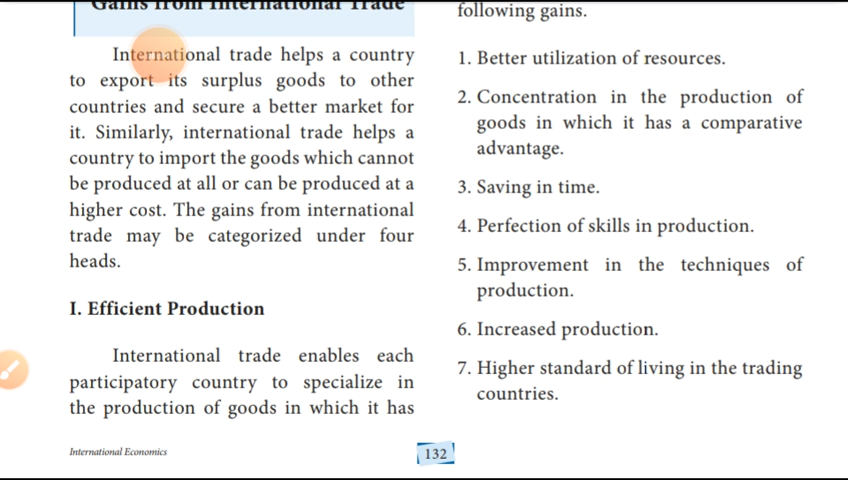 Gains from International Trade
International trade helps a country
to export its surplus goods to other
countries and secure a better market for
it. Similarly, international trade helps a
country to import the goods which cannot
be produced at all or can be produced at a
higher cost. The gains from international
trade may be categorized under four
heads.
I. Efficient Production
International trade enables each
participatory country to specialize in
the production of goods in which it has
following gains.
1. Better utilization of resources.
2. Concentration in the production of
goods in which it has a comparative
advantage.
3. Saving in time.
4. Perfection of skills in production.
5. Improvement in the techniques of
production.
6. Increased production.
7. Higher standard of living in the trading
countries.
International Economics
132